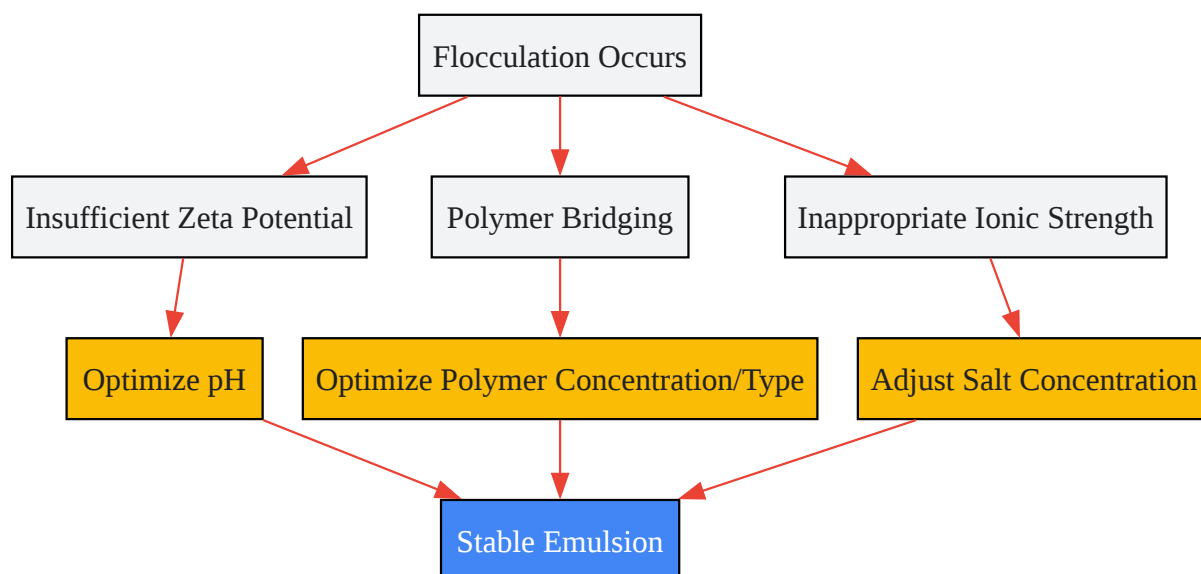 Flocculation Occurs
Insufficient Zeta Potential
Polymer Bridging
Inappropriate Ionic Strength
Optimize pH
Optimize Polymer Concentration/Type
Adjust Salt Concentration
Stable Emulsion